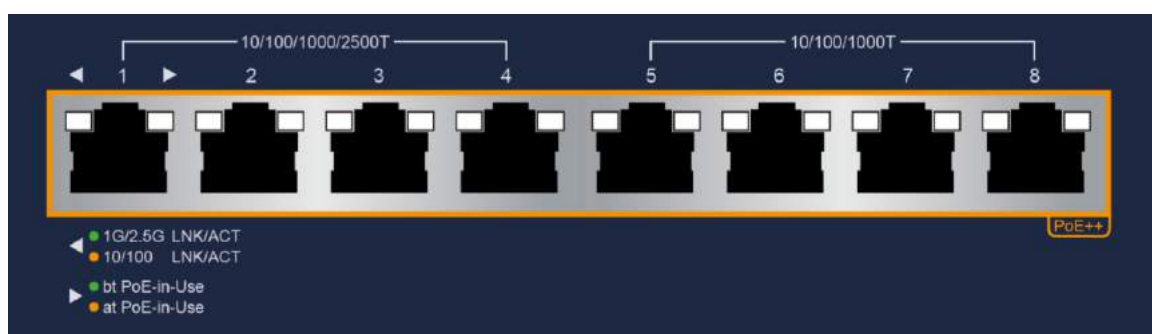 10/100/1000/2500T 10/100/1000T
1 2 3 4 5 6 7 8
PoE++
1G/2.5G LNK/ACT
10/100 LNK/ACT
bt PoE-in-Use
at PoE-in-Use